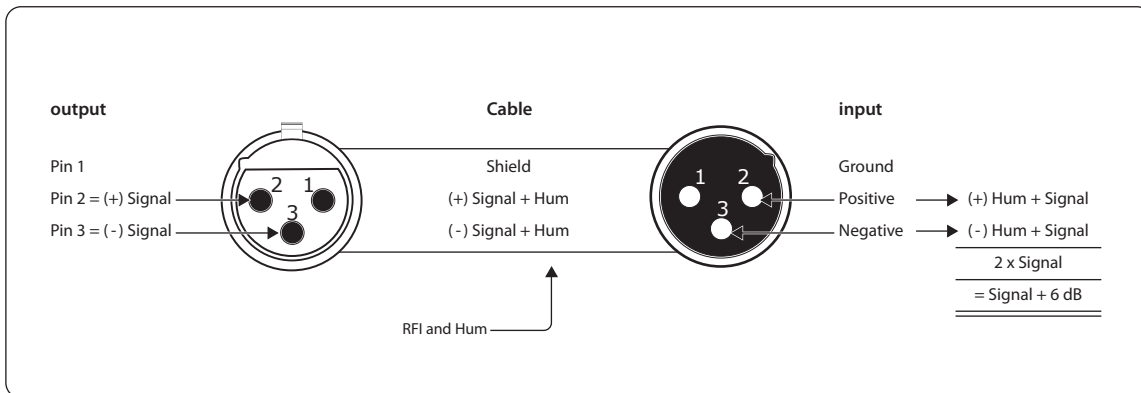 output Cable input
Pin 1 Shield Ground
2 1 1 2
Pin 2 = (+) Signal (+) Signal + Hum Positive (+) Hum + Signal
3 3
Pin 3 = (-) Signal (-) Signal + Hum Negative (-) Hum + Signal
2 x Signal
= Signal + 6 dB
RFI and Hum